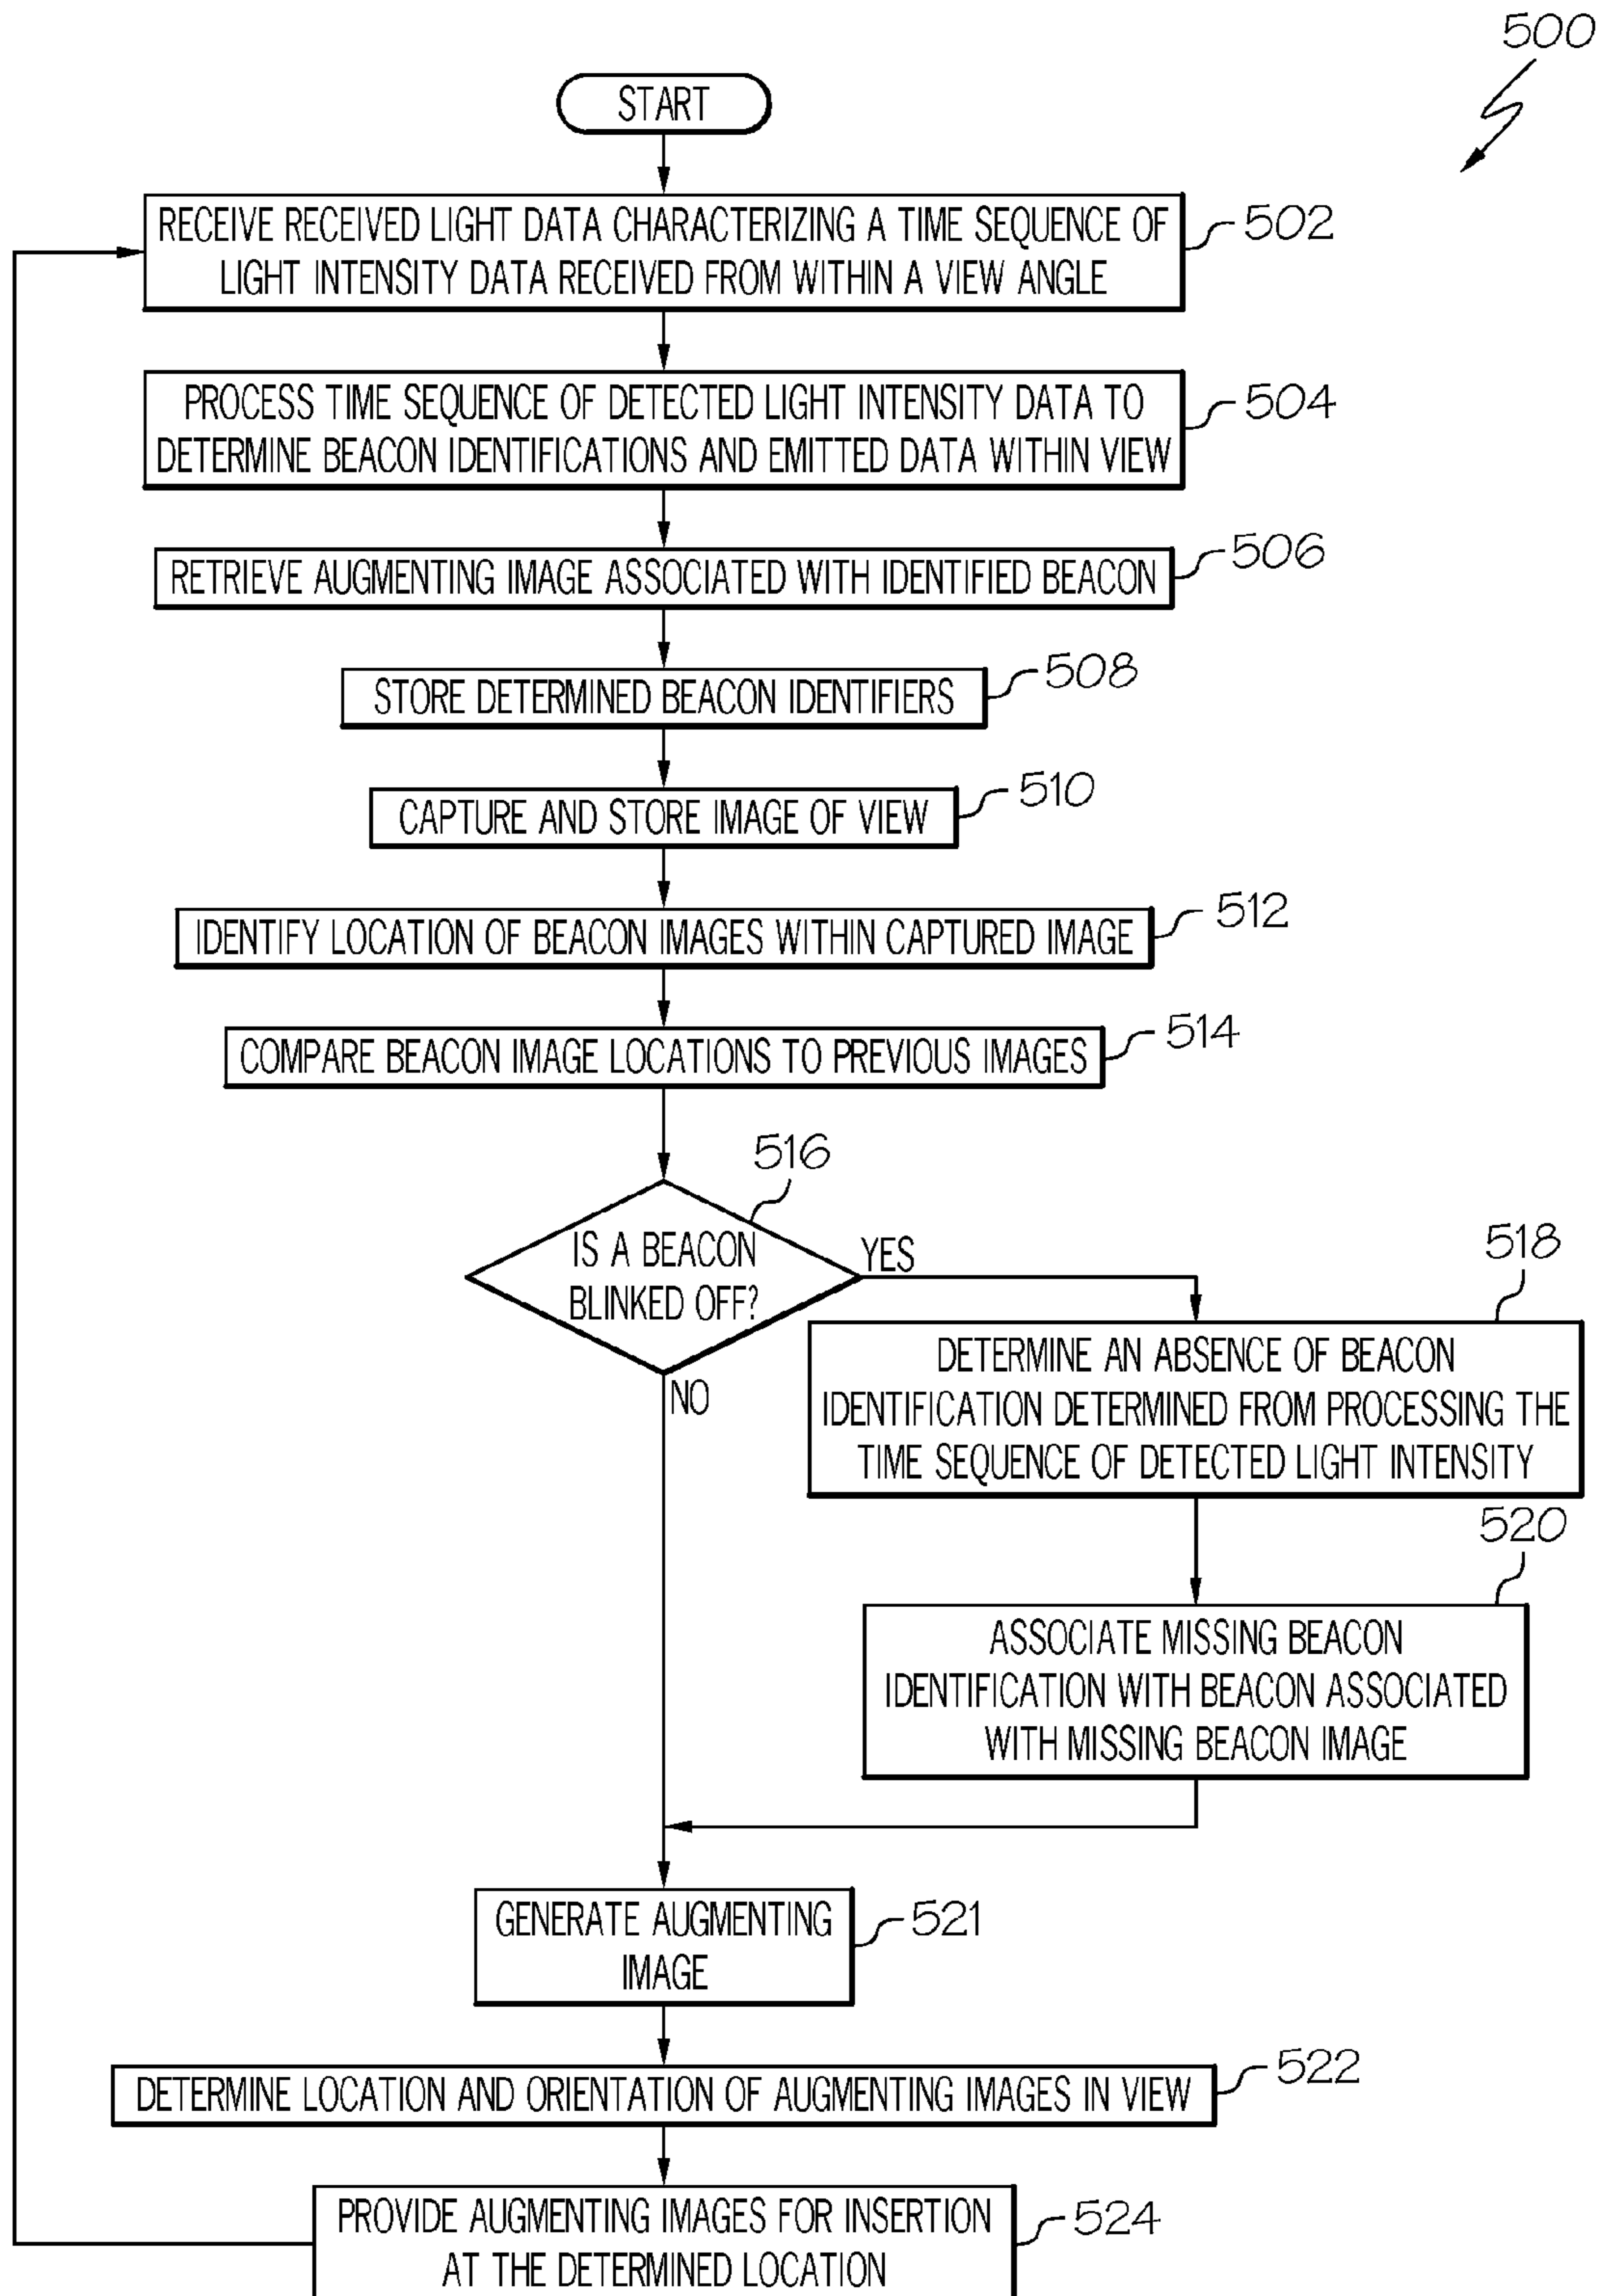 500
START
RECEIVE RECEIVED LIGHT DATA CHARACTERIZING A TIME SEQUENCE OF
LIGHT INTENSITY DATA RECEIVED FROM WITHIN A VIEW ANGLE
502
PROCESS TIME SEQUENCE OF DETECTED LIGHT INTENSITY DATA TO
DETERMINE BEACON IDENTIFICATIONS AND EMITTED DATA WITHIN VIEW
504
RETRIEVE AUGMENTING IMAGE ASSOCIATED WITH IDENTIFIED BEACON
506
STORE DETERMINED BEACON IDENTIFIERS
508
CAPTURE AND STORE IMAGE OF VIEW
510
IDENTIFY LOCATION OF BEACON IMAGES WITHIN CAPTURED IMAGE
512
COMPARE BEACON IMAGE LOCATIONS TO PREVIOUS IMAGES
514
516
IS A BEACON
BLINKED OFF?
YES
NO
518
DETERMINE AN ABSENCE OF BEACON
IDENTIFICATION DETERMINED FROM PROCESSING THE
TIME SEQUENCE OF DETECTED LIGHT INTENSITY
520
ASSOCIATE MISSING BEACON
IDENTIFICATION WITH BEACON ASSOCIATED
WITH MISSING BEACON IMAGE
GENERATE AUGMENTING
IMAGE
521
DETERMINE LOCATION AND ORIENTATION OF AUGMENTING IMAGES IN VIEW
522
PROVIDE AUGMENTING IMAGES FOR INSERTION
AT THE DETERMINED LOCATION
524